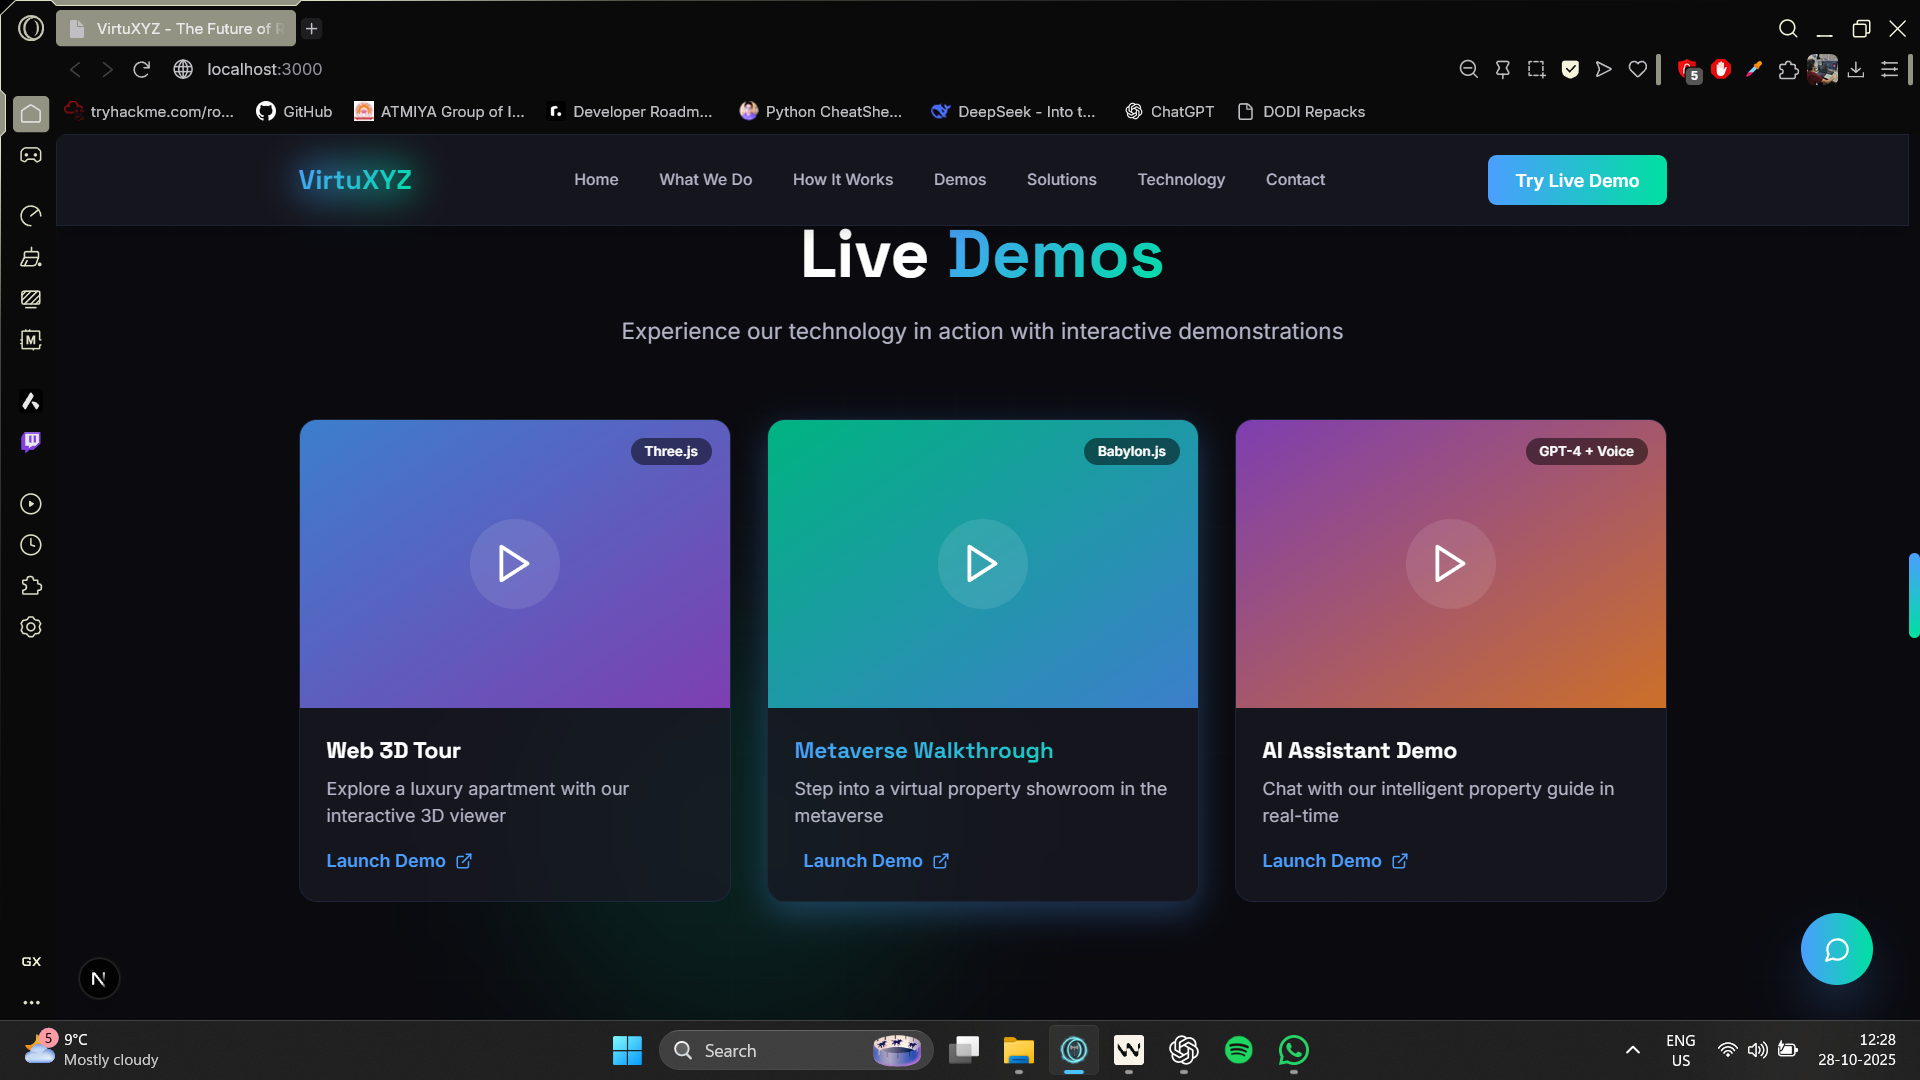 VirtuXYZ - The Future of
localhost:3000
5
tryhackme.com/ro...
GitHub
ATMIYA Group of I...
r.
Developer Roadm...
Python CheatShe...
DeepSeek - Into t...
ChatGPT
DODI Repacks
VirtuXYZ
Home
What We Do
How It Works
Demos
Solutions
Technology
Contact
Try Live Demo
Live Demos
Experience our technology in action with interactive demonstrations
M
Three.js
Babylon.js
GPT-4 + Voice
Web 3D Tour
Explore a luxury apartment with our
interactive 3D viewer
Launch Demo
Metaverse Walkthrough
Step into a virtual property showroom in the
metaverse
Launch Demo
AI Assistant Demo
Chat with our intelligent property guide in
real-time
Launch Demo
GX
N
5
9°C
Mostly cloudy
Search
ENG
US
12:28
28-10-2025